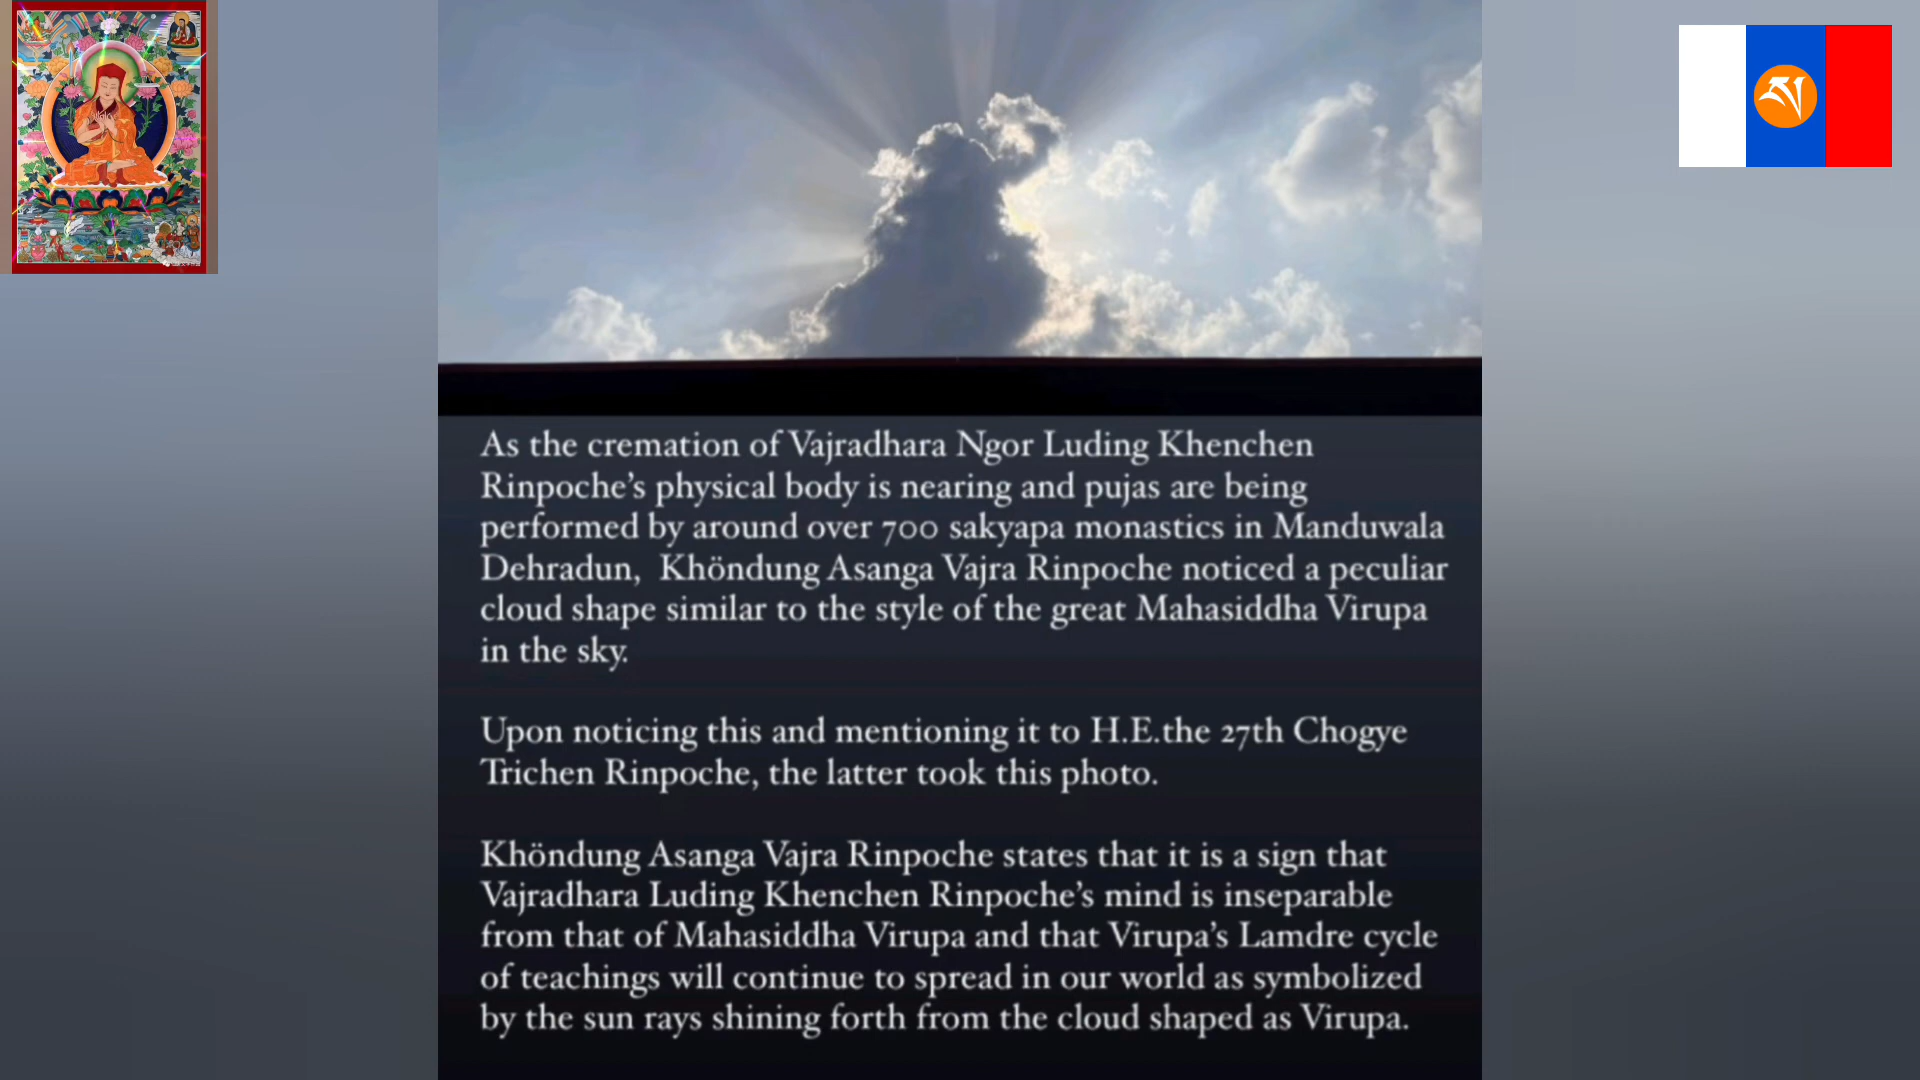 As the cremation of Vajradhara Ngor Luding Khenchen
Rinpoche's physical body is nearing and pujas are being
performed by around over 700 sakyapa monastics in Manduwala
Dehradun,  Khöndung Asanga Vajra Rinpoche noticed a peculiar
cloud shape similar to the style of the great Mahasiddha Virupa
in the sky.
Upon noticing this and mentioning it to H.E.the 27th Chogye
Trichen Rinpoche, the latter took this photo.
Khöndung Asanga Vajra Rinpoche states that it is a sign that
Vajradhara Luding Khenchen Rinpoche's mind is inseparable
from that of Mahasiddha Virupa and that Virupa's Lamdre cycle
of teachings will continue to spread in our world as symbolized
by the sun rays shining forth from the cloud shaped as Virupa.